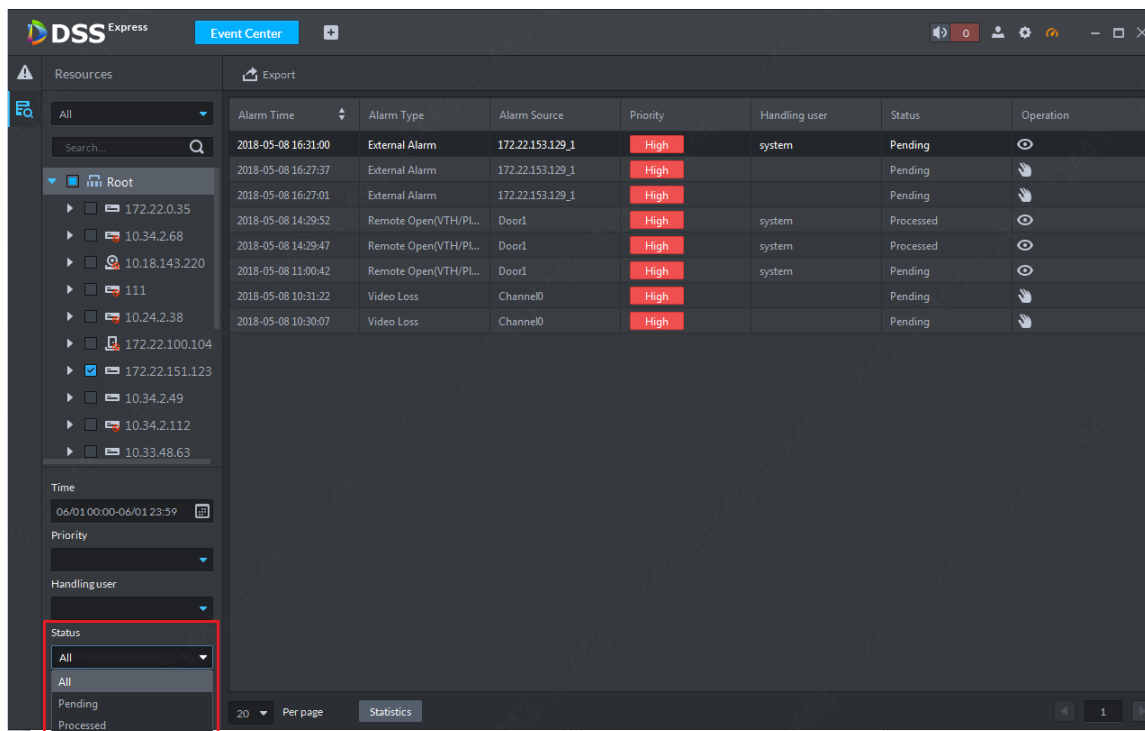 DSS Express
Event Center
0
Resources
Export
All
Search...
Root
172.22.0.35
10.34.2.68
10.18.143.220
111
10.24.2.38
172.22.100.104
172.22.151.123
10.34.2.49
10.34.2.112
10.33.48.63
Time
06/01 00:00-06/01 23:59
Priority
Handling user
Status
All
All
Pending
Processed
Alarm Time Alarm Type Alarm Source Priority Handling user Status Operation
2018-05-08 16:31:00 External Alarm 172.22.153.129_1 High system Pending
2018-05-08 16:27:37 External Alarm 172.22.153.129_1 High Pending
2018-05-08 16:27:01 External Alarm 172.22.153.129_1 High Pending
2018-05-08 14:29:52 Remote Open(VTH/Pl... Door1 High system Processed
2018-05-08 14:29:47 Remote Open(VTH/Pl... Door1 High system Processed
2018-05-08 11:00:42 Remote Open(VTH/Pl... Door1 High system Pending
2018-05-08 10:31:22 Video Loss Channel0 High Pending
2018-05-08 10:30:07 Video Loss Channel0 High Pending
20 Per page Statistics 1